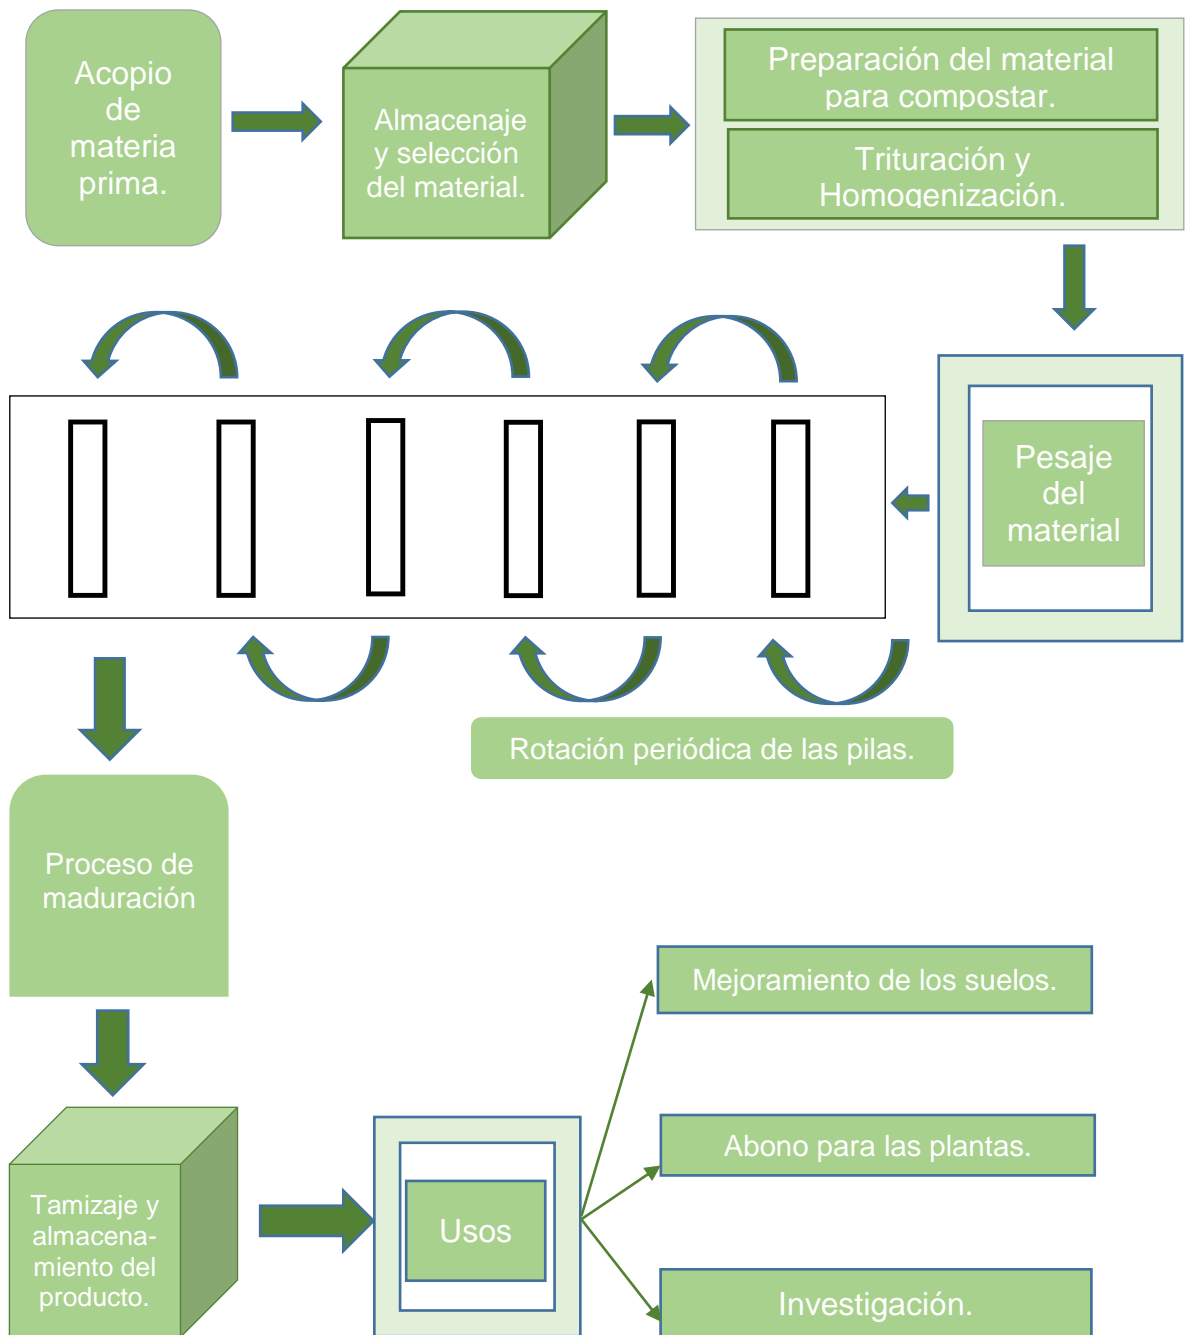 Acopio
de
materia
prima.
Almacenaje
y selección
del material.
Preparación del material
para compostar.
Trituración y
Homogenización.
Pesaje
del
material
Rotación periódica de las pilas.
Proceso de
maduración
Mejoramiento de los suelos.
Abono para las plantas.
Tamizaje y
almacena-
miento del
producto.
Usos
Investigación.